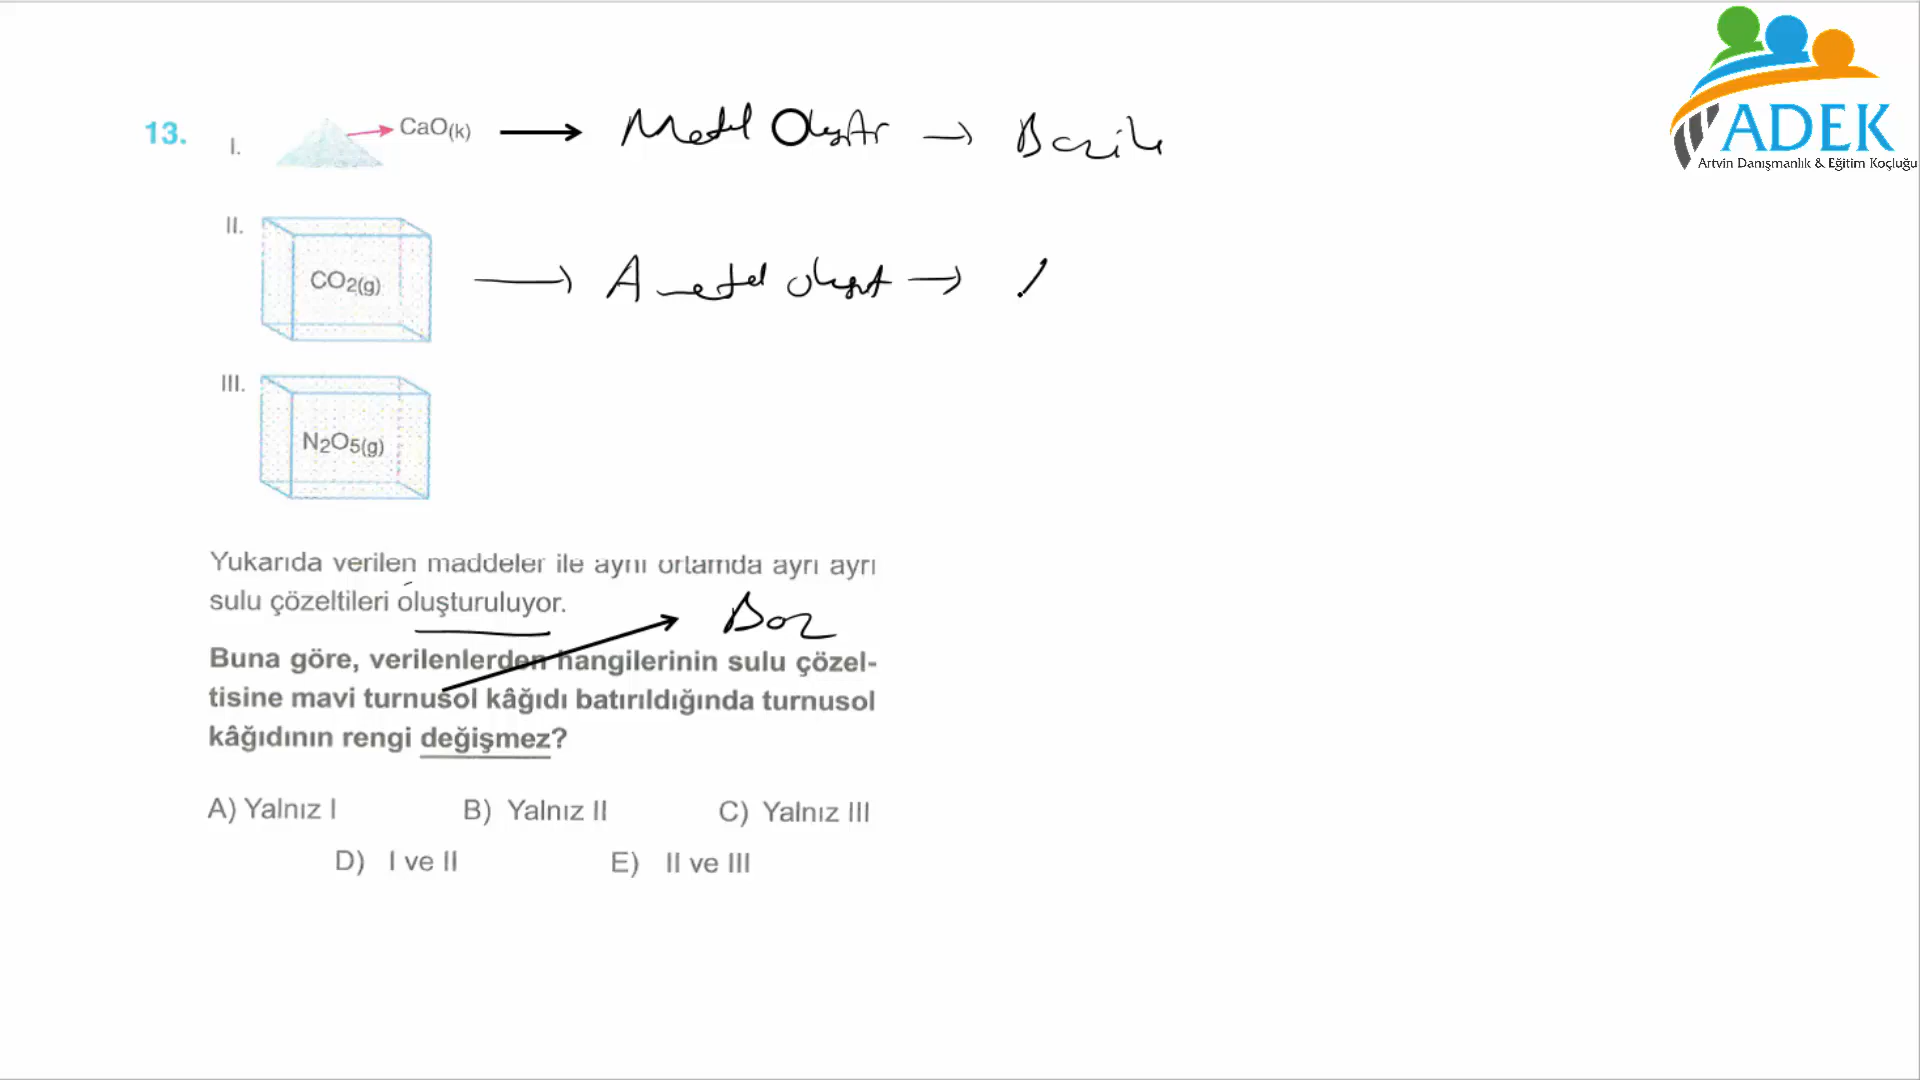 ADEK
Artvin Danışmanlık & Eğitim Koçluğu
13.
I. CaO(k) → Metal Oksit → Bazik
II. CO2(g) → Ametal oksit →
III. N2O5(g)
Yukarıda verilen maddeler ile aynı ortamda ayrı ayrı
sulu çözeltileri oluşturuluyor.
Baz
Buna göre, verilenlerden hangilerinin sulu çözel-
tisine mavi turnusol kâğıdı batırıldığında turnusol
kâğıdının rengi değişmez?
A) Yalnız I B) Yalnız II C) Yalnız III
D) I ve II E) II ve III